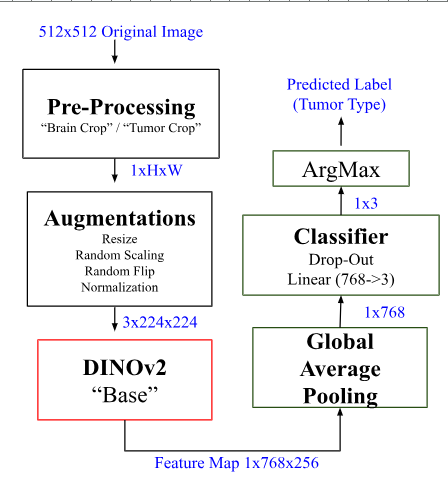 512x512 Original Image
Pre-Processing
“Brain Crop” / “Tumor Crop”
1xHxW
Augmentations
Resize
Random Scaling
Random Flip
Normalization
3x224x224
DINOv2
“Base”
Feature Map 1x768x256
Global
Average
Pooling
1x768
Classifier
Drop-Out
Linear (768->3)
1x3
ArgMax
Predicted Label
(Tumor Type)